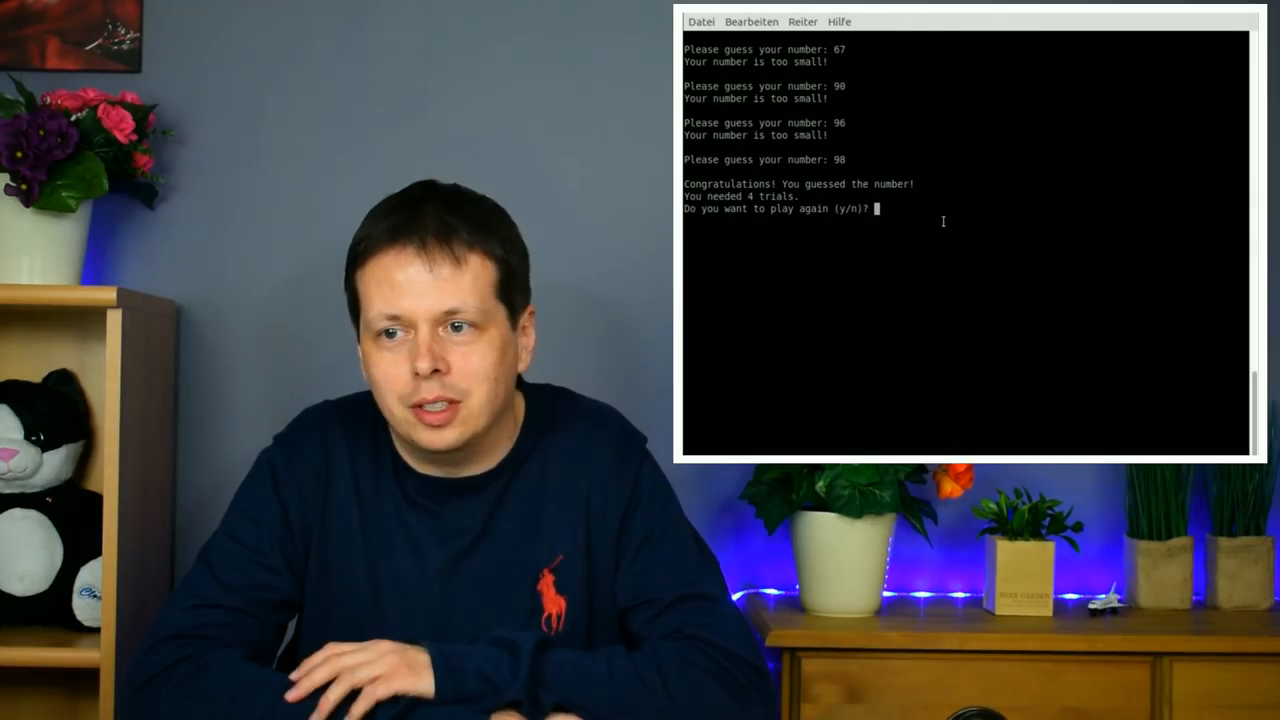 Datei Bearbeiten Reiter Hilfe
Please guess your number: 67
Your number is too small!
Please guess your number: 90
Your number is too small!
Please guess your number: 96
Your number is too small!
Please guess your number: 98
Congratulations! You guessed the number!
You needed 4 trials.
Do you want to play again (y/n)?
HERB GARDEN